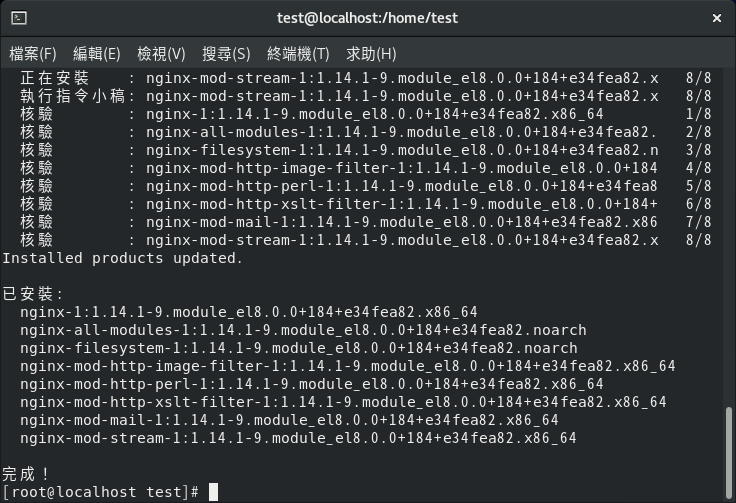 test@localhost:/home/test
檔案(F) 編輯(E) 檢視(V) 搜尋(S) 終端機(T) 求助(H)
正在安裝 : nginx-mod-stream-1:1.14.1-9.module_el8.0.0+184+e34fea82.x 8/8
執行指令小稿: nginx-mod-stream-1:1.14.1-9.module_el8.0.0+184+e34fea82.x 8/8
核驗 : nginx-1:1.14.1-9.module_el8.0.0+184+e34fea82.x86_64 1/8
核驗 : nginx-all-modules-1:1.14.1-9.module_el8.0.0+184+e34fea82. 2/8
核驗 : nginx-filesystem-1:1.14.1-9.module_el8.0.0+184+e34fea82.n 3/8
核驗 : nginx-mod-http-image-filter-1:1.14.1-9.module_el8.0.0+184 4/8
核驗 : nginx-mod-http-perl-1:1.14.1-9.module_el8.0.0+184+e34fea8 5/8
核驗 : nginx-mod-http-xslt-filter-1:1.14.1-9.module_el8.0.0+184+ 6/8
核驗 : nginx-mod-mail-1:1.14.1-9.module_el8.0.0+184+e34fea82.x86 7/8
核驗 : nginx-mod-stream-1:1.14.1-9.module_el8.0.0+184+e34fea82.x 8/8
Installed products updated.
已安裝:
nginx-1:1.14.1-9.module_el8.0.0+184+e34fea82.x86_64
nginx-all-modules-1:1.14.1-9.module_el8.0.0+184+e34fea82.noarch
nginx-filesystem-1:1.14.1-9.module_el8.0.0+184+e34fea82.noarch
nginx-mod-http-image-filter-1:1.14.1-9.module_el8.0.0+184+e34fea82.x86_64
nginx-mod-http-perl-1:1.14.1-9.module_el8.0.0+184+e34fea82.x86_64
nginx-mod-http-xslt-filter-1:1.14.1-9.module_el8.0.0+184+e34fea82.x86_64
nginx-mod-mail-1:1.14.1-9.module_el8.0.0+184+e34fea82.x86_64
nginx-mod-stream-1:1.14.1-9.module_el8.0.0+184+e34fea82.x86_64
完成!
[root@localhost test]#